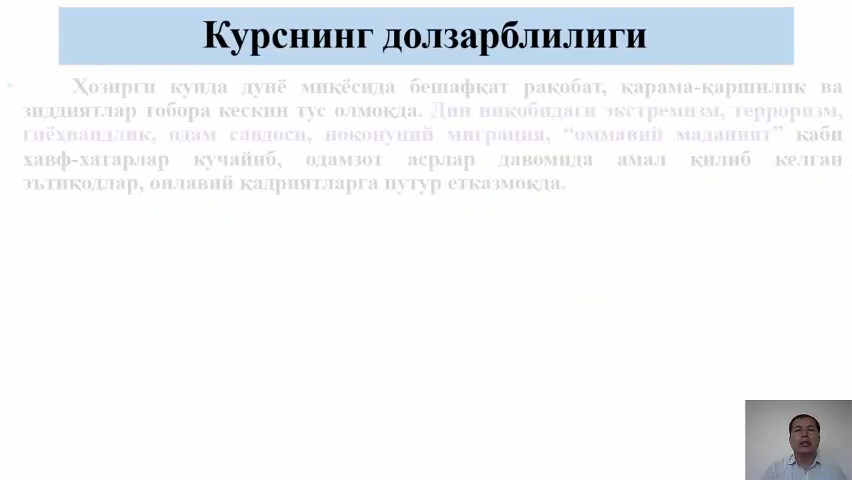 Курснинг долзарблилиги
• Ҳозирги кунда дунё миқёсида бешафқат рақобат, қарама-қаршилик ва
зиддиятлар тобора кескин тус олмоқда. Дин ниқобидаги экстремизм, терроризм,
гиёҳвандлик, одам савдоси, ноқонуний миграция, “оммавий маданият” каби
хавф-хатарлар кучайиб, одамзот асрлар давомида амал қилиб келган
эътиқодлар, оилавий қадриятларга путур етказмоқда.